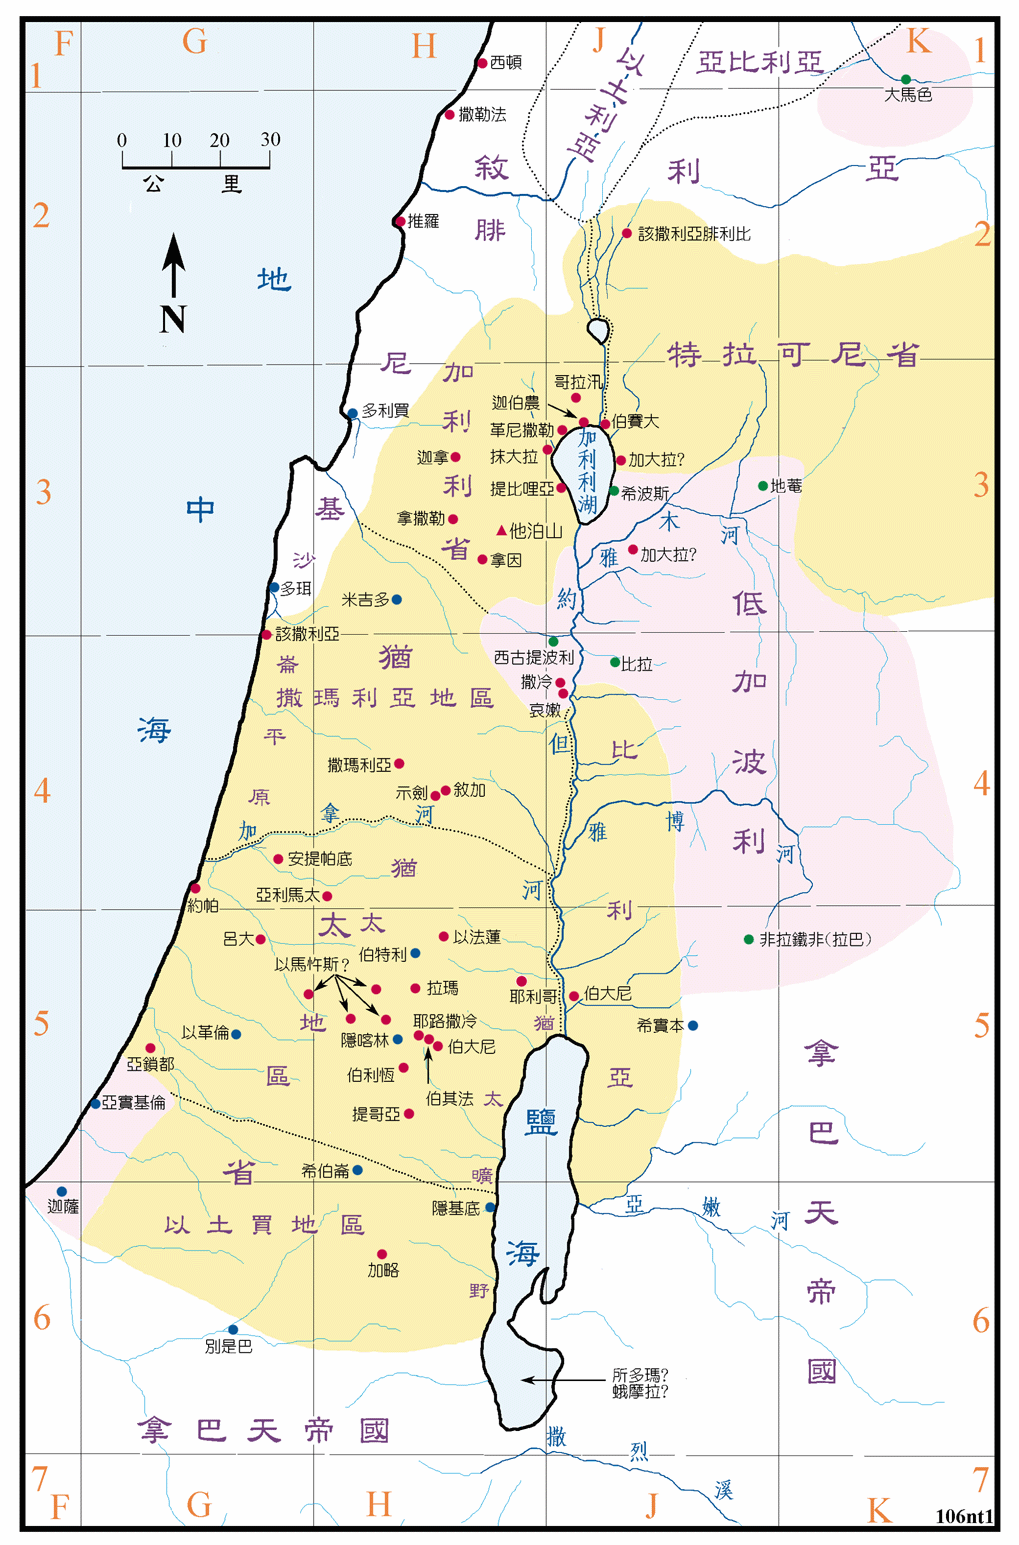 F G H J K
1 1
西頓
以土利亞
亞比利亞
大馬色
撒勒法
0 10 20 30
公里
敘利亞
2 2
推羅
腓尼基
該撒利亞腓利比
地中海
N
特拉可尼省
加利利省
哥拉汛
多利買
迦伯農
伯賽大
革尼撒勒
加利利湖
迦拿
抹大拉
加大拉?
3 3
提比哩亞
希波斯
地菴
拿撒勒
他泊山
雅木河
加大拉?
拿因
沙崙平原
多珥
米吉多
約但河
低加波利
該撒利亞
猶太省
西古提波利
比拉
撒冷
哀嫩
撒瑪利亞地區
比利亞
4 4
撒瑪利亞
示劍
敘加
加拿河
雅博河
安提帕底
猶太地區
約帕
亞利馬太
呂大
以法蓮
非拉鐵非(拉巴)
伯特利
以馬忤斯?
拉瑪
耶利哥
伯大尼
5 5
以革倫
隱喀林
耶路撒冷
伯大尼
希實本
亞鎖都
伯利恆
伯其法
猶太曠野
拿巴天帝國
亞實基倫
提哥亞
鹽海
希伯崙
迦薩
隱基底
亞嫩河
以土買地區
加略
6 6
別是巴
所多瑪?
蛾摩拉?
拿巴天帝國
撒烈溪
7 7
F G H J K
106nt1